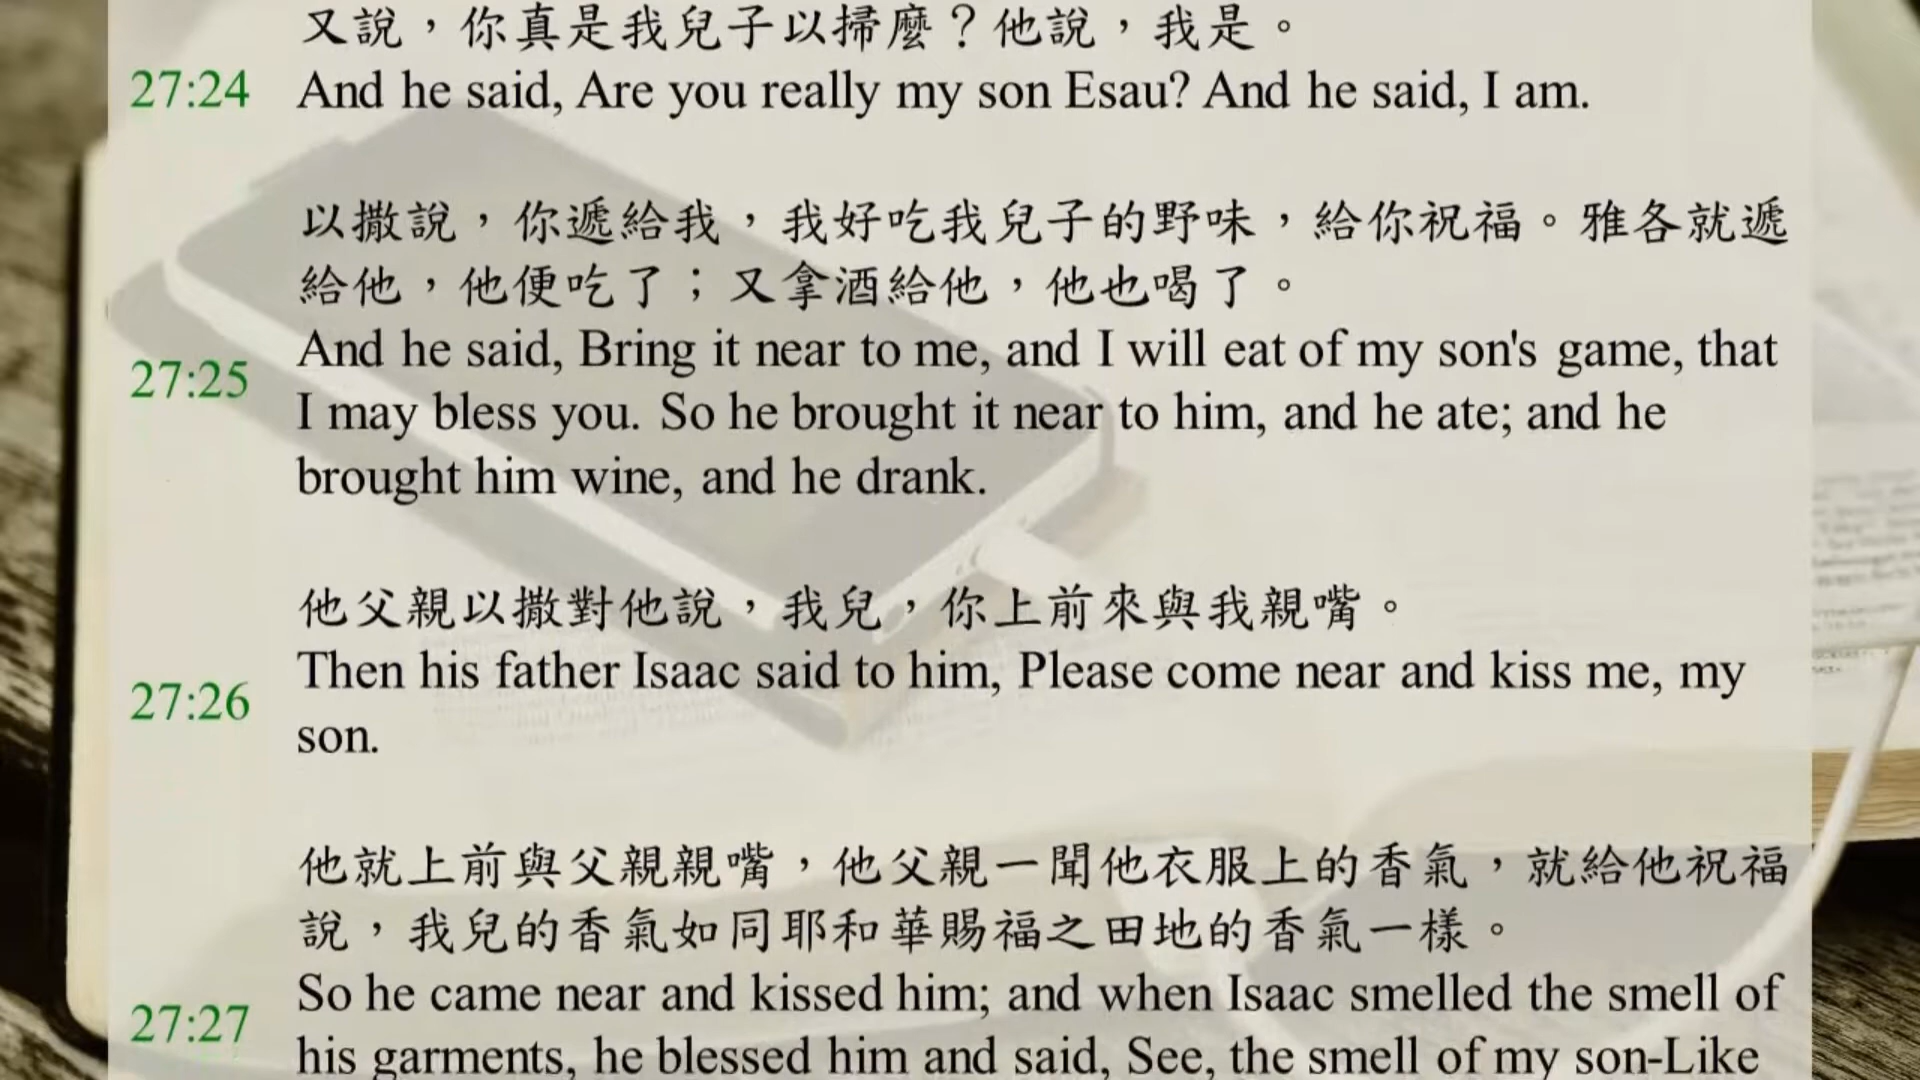 又說，你真是我兒子以掃麼？他說，我是。
27:24 And he said, Are you really my son Esau? And he said, I am.
以撒說，你遞給我，我好吃我兒子的野味，給你祝福。雅各就遞
給他，他便吃了；又拿酒給他，他也喝了。
27:25 And he said, Bring it near to me, and I will eat of my son's game, that
I may bless you. So he brought it near to him, and he ate; and he
brought him wine, and he drank.
他父親以撒對他說，我兒，你上前來與我親嘴。
27:26 Then his father Isaac said to him, Please come near and kiss me, my
son.
他就上前與父親親嘴，他父親一聞他衣服上的香氣，就給他祝福
說，我兒的香氣如同耶和華賜福之田地的香氣一樣。
27:27 So he came near and kissed him; and when Isaac smelled the smell of
his garments, he blessed him and said, See, the smell of my son-Like